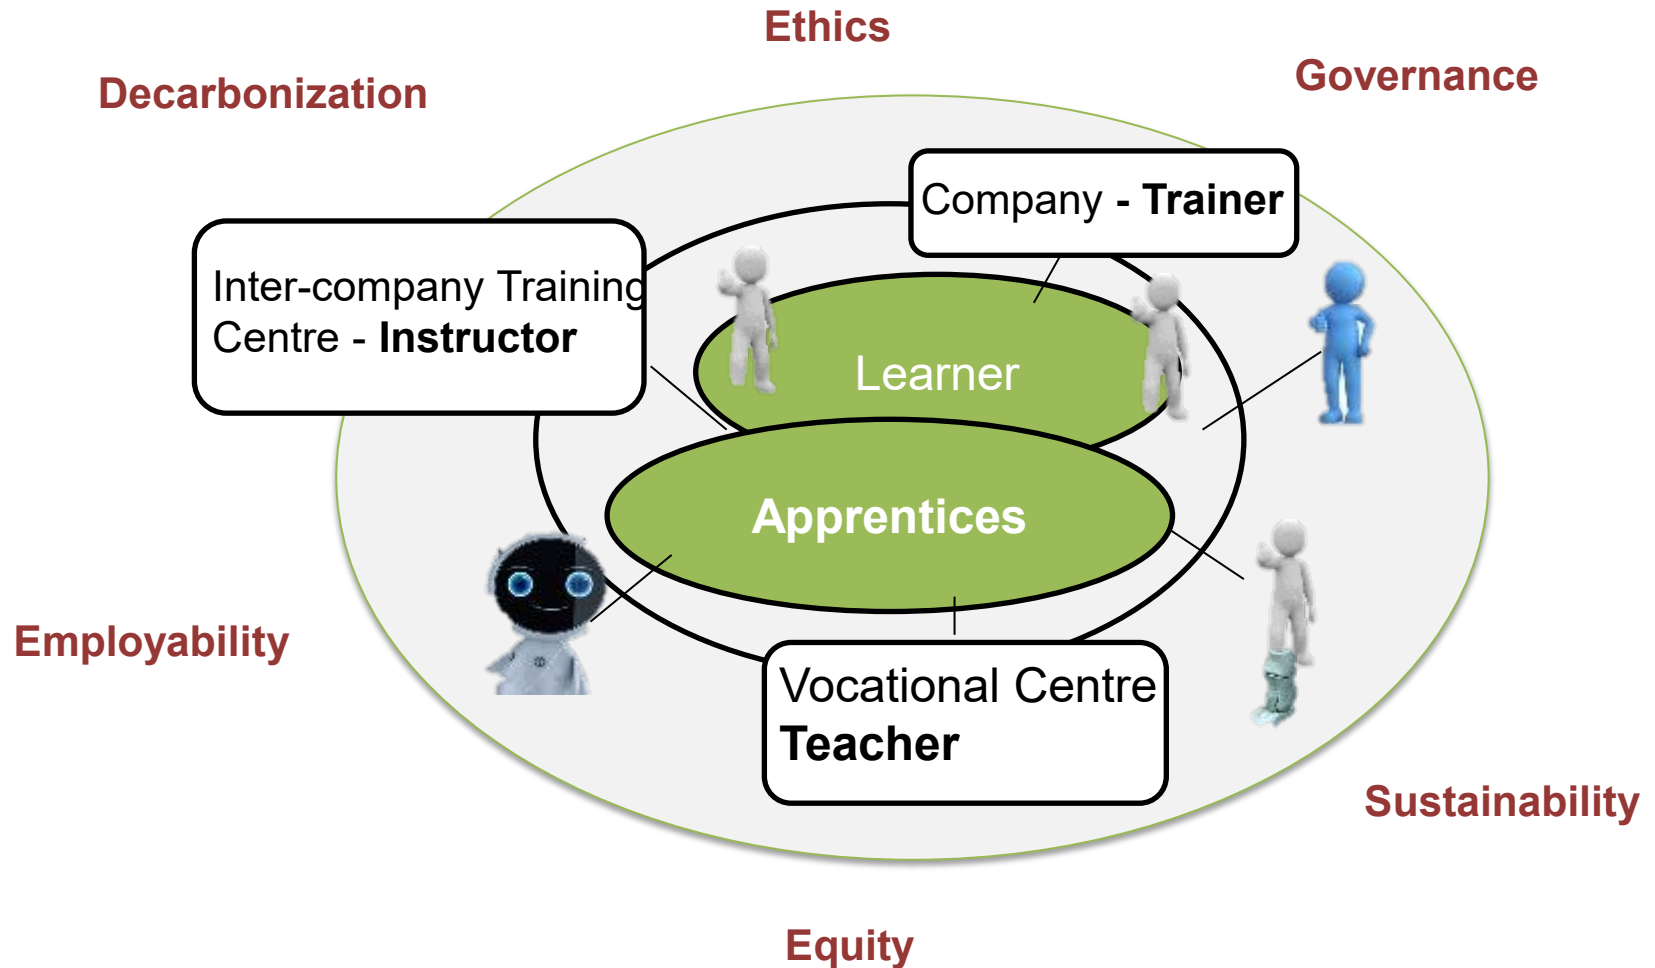 Ethics
Governance
Decarbonization
Company - Trainer
Inter-company Training
Centre - Instructor
Learner
Apprentices
Employability
Vocational Centre
Teacher
Sustainability
Equity